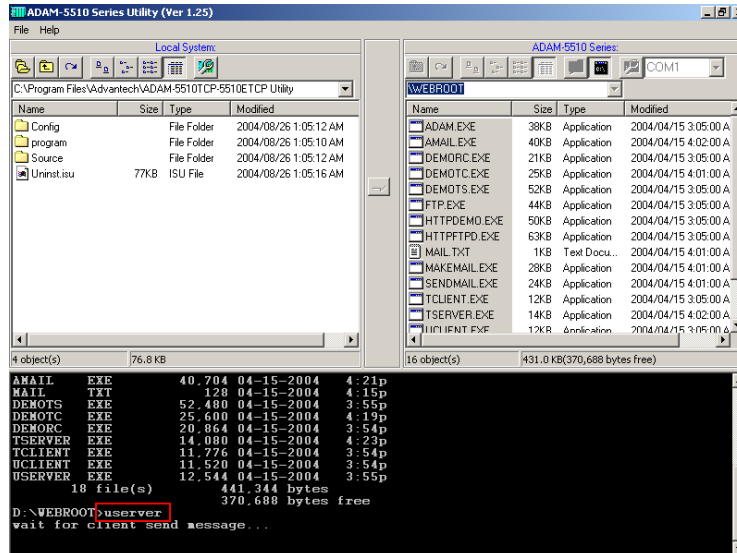 ADAM-5510 Series Utility (Ver 1.25)
File Help
Local System:
C:\Program Files\Advantech\ADAM-5510TCP-5510ETCP Utility
Name Size Type Modified
Config File Folder 2004/08/26 1:05:12 AM
program File Folder 2004/08/26 1:05:10 AM
Source File Folder 2004/08/26 1:05:12 AM
Uninst.isu 77KB ISU File 2004/08/26 1:05:16 AM
4 object(s) 76.8 KB
ADAM-5510 Series:
COM1
\WEBROOT
Name Size Type Modified
ADAM.EXE 38KB Application 2004/04/15 3:05:00 A
AMAIL.EXE 40KB Application 2004/04/15 4:02:00 A
DEMORC.EXE 21KB Application 2004/04/15 3:05:00 A
DEMOTC.EXE 25KB Application 2004/04/15 4:01:00 A
DEMOTS.EXE 52KB Application 2004/04/15 3:05:00 A
FTP.EXE 44KB Application 2004/04/15 3:05:00 A
HTTPDEMO.EXE 50KB Application 2004/04/15 3:05:00 A
HTTPFTPD.EXE 63KB Application 2004/04/15 3:05:00 A
MAIL.TXT 1KB Text Docu... 2004/04/15 4:01:00 A
MAKEMAIL.EXE 28KB Application 2004/04/15 4:01:00 A
SENDMAIL.EXE 24KB Application 2004/04/15 4:01:00 A
TCLIENT.EXE 12KB Application 2004/04/15 3:05:00 A
TSERVER.EXE 14KB Application 2004/04/15 4:02:00 A
UCLIENT.EXE 12KB Application 2004/04/15 3:05:00 A
16 object(s) 431.0 KB(370,688 bytes free)
AMAIL EXE 40,704 04-15-2004 4:21p
MAIL TXT 128 04-15-2004 4:15p
DEMOTS EXE 52,480 04-15-2004 3:55p
DEMOTC EXE 25,600 04-15-2004 4:19p
DEMORC EXE 20,864 04-15-2004 3:54p
TSERVER EXE 14,080 04-15-2004 4:23p
TCLIENT EXE 11,776 04-15-2004 3:54p
UCLIENT EXE 11,520 04-15-2004 3:54p
USERVER EXE 12,544 04-15-2004 3:55p
18 file(s) 441,344 bytes
370,688 bytes free
D:\WEBROOT>userver
wait for client send message...